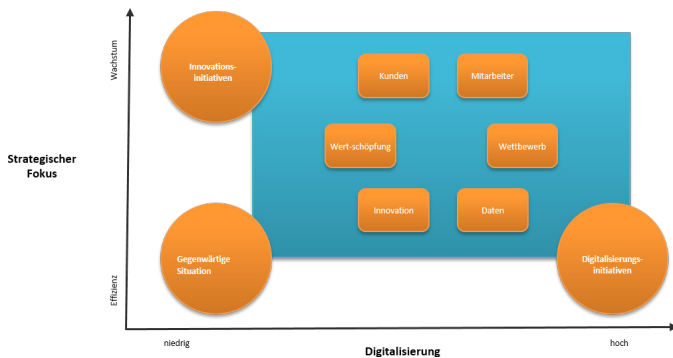 Wachstum
Innovations-
initiativen
Kunden
Mitarbeiter
Wert-schöpfung
Wettbewerb
Strategischer
Fokus
Innovation
Daten
Gegenwärtige
Situation
Digitalisierungs-
initiativen
Effizienz
niedrig
Digitalisierung
hoch